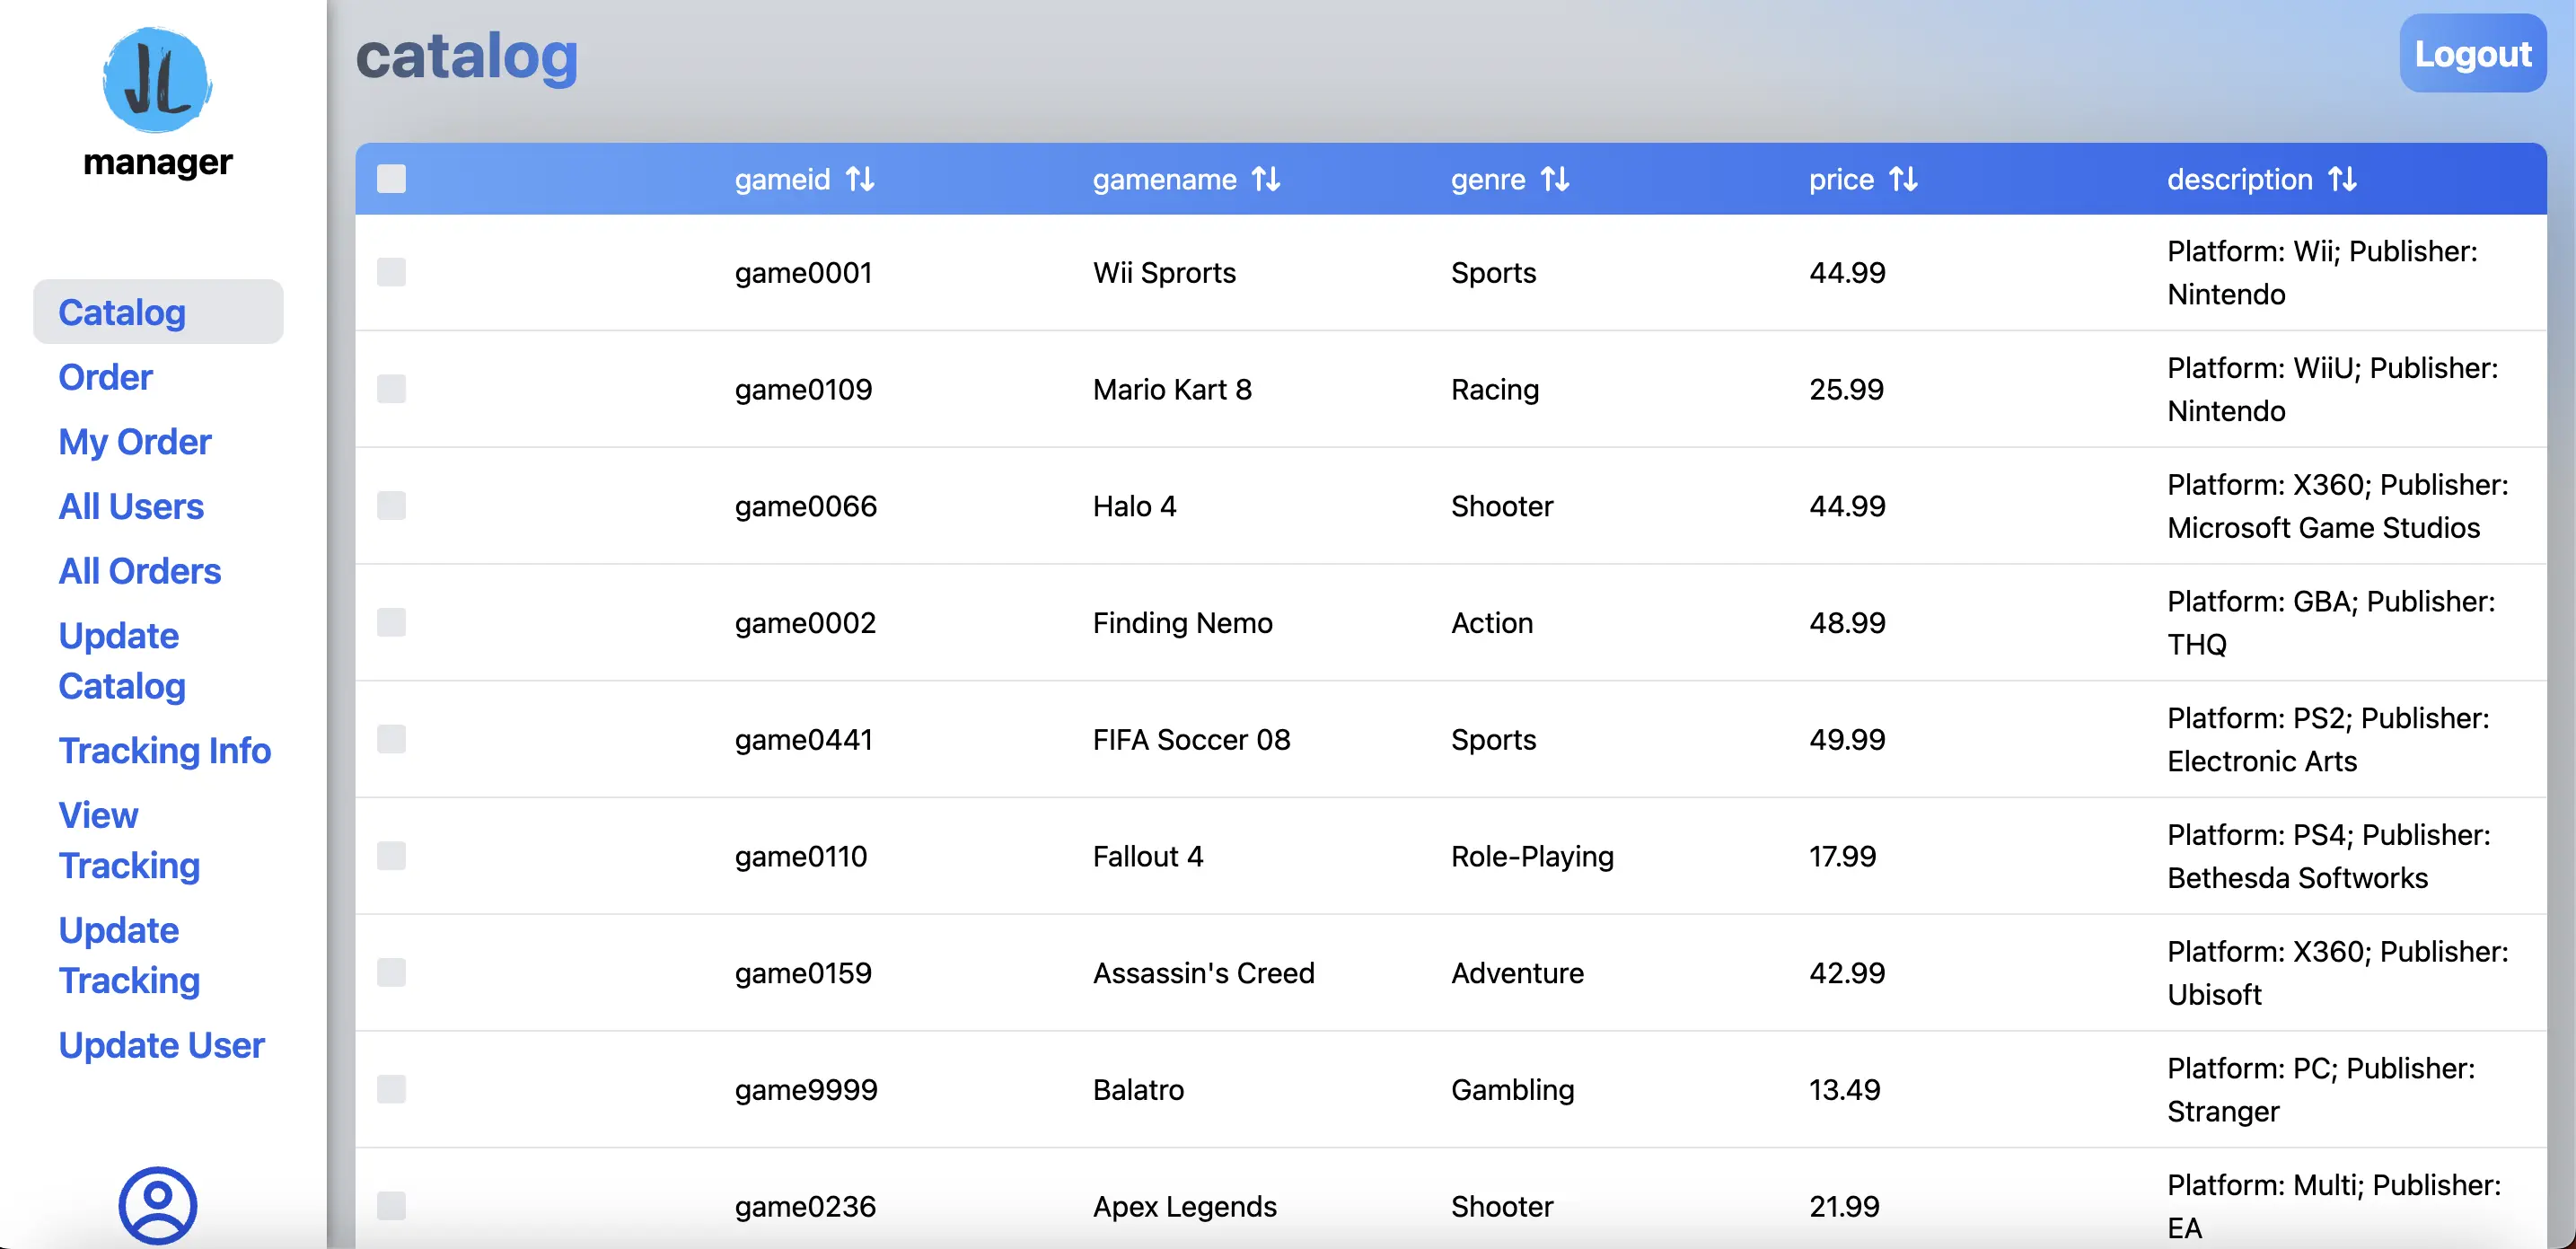 JL
manager
Catalog
Order
My Order
All Users
All Orders
Update
Catalog
Tracking Info
View
Tracking
Update
Tracking
Update User
catalog
Logout
gameid gamename genre price description
game0001 Wii Sprorts Sports 44.99 Platform: Wii; Publisher:
Nintendo
game0109 Mario Kart 8 Racing 25.99 Platform: WiiU; Publisher:
Nintendo
game0066 Halo 4 Shooter 44.99 Platform: X360; Publisher:
Microsoft Game Studios
game0002 Finding Nemo Action 48.99 Platform: GBA; Publisher:
THQ
game0441 FIFA Soccer 08 Sports 49.99 Platform: PS2; Publisher:
Electronic Arts
game0110 Fallout 4 Role-Playing 17.99 Platform: PS4; Publisher:
Bethesda Softworks
game0159 Assassin's Creed Adventure 42.99 Platform: X360; Publisher:
Ubisoft
game9999 Balatro Gambling 13.49 Platform: PC; Publisher:
Stranger
game0236 Apex Legends Shooter 21.99 Platform: Multi; Publisher:
EA